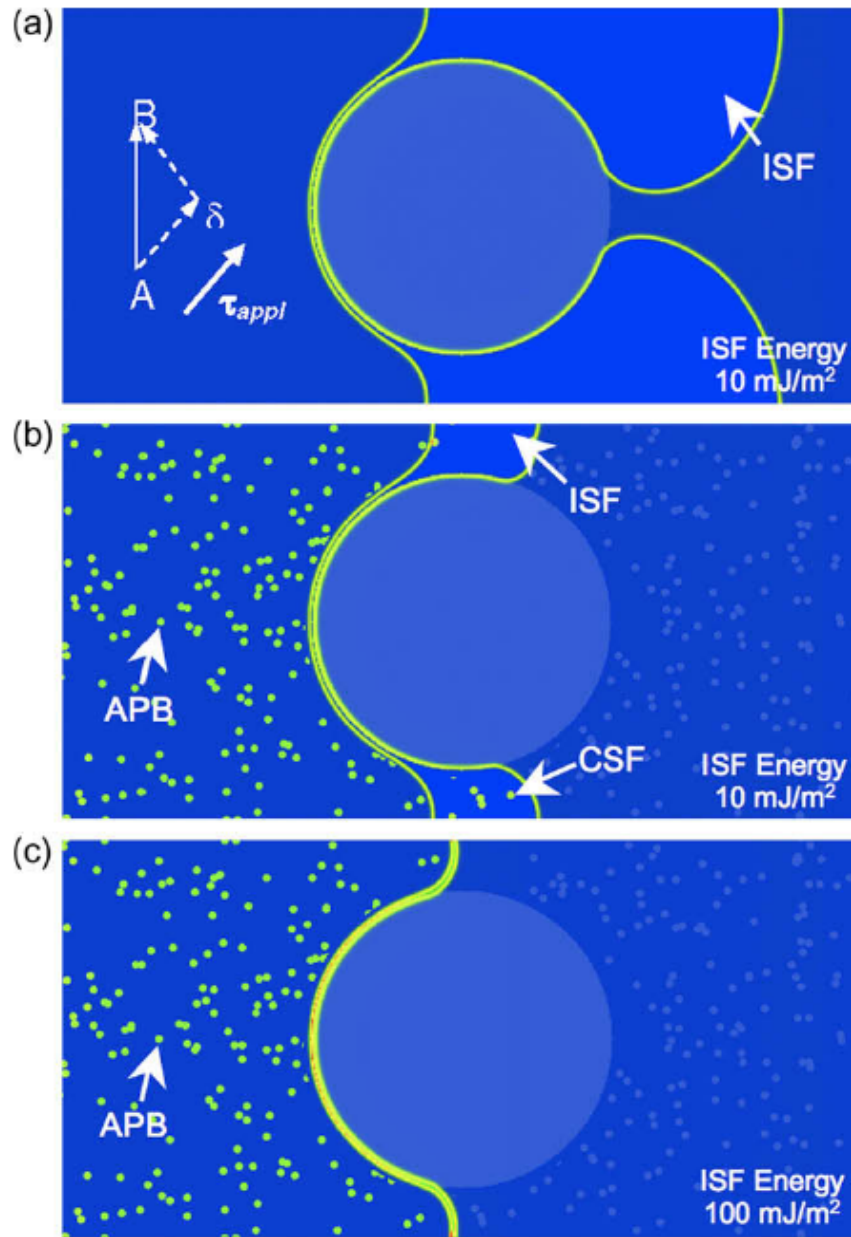 (a)
B
δ
A
τappl
ISF
ISF Energy
10 mJ/m²
(b)
ISF
APB
CSF
ISF Energy
10 mJ/m²
(c)
APB
ISF Energy
100 mJ/m²